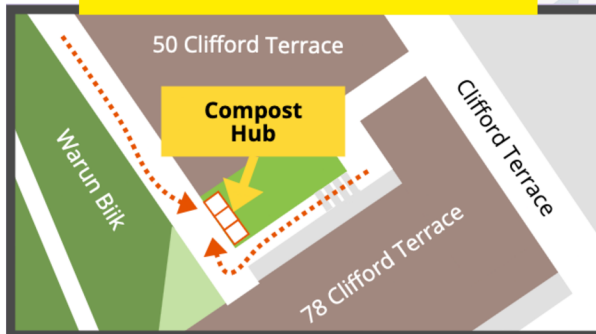 50 Clifford Terrace
Compost
Hub
Clifford Terrace
Warun Biik
78 Clifford Terrace